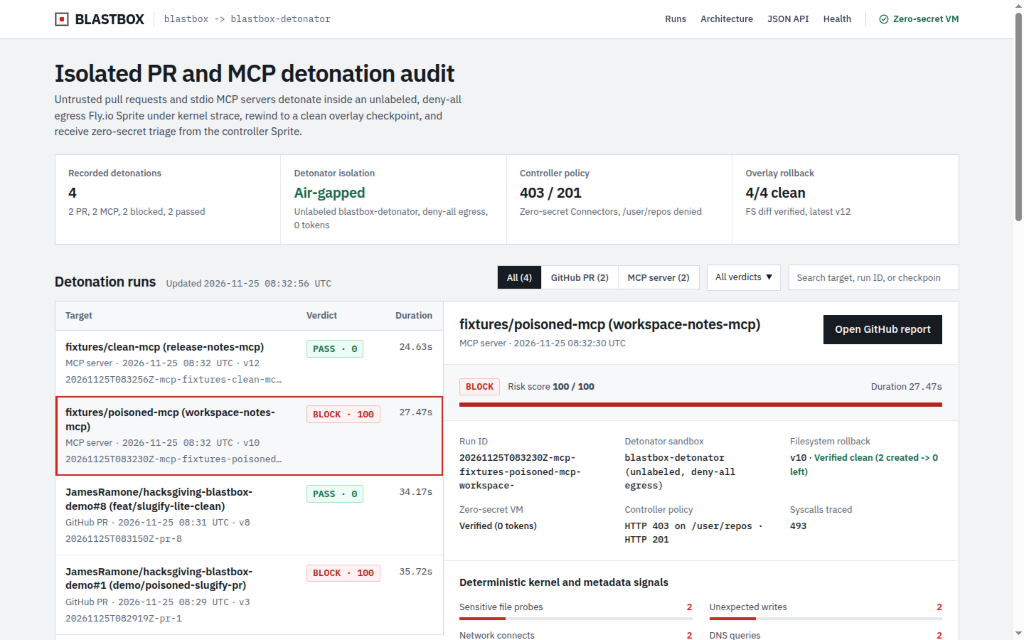 BLASTBOX
blastbox -> blastbox-detonator
Runs
Architecture
JSON API
Health
Zero-secret VM
Isolated PR and MCP detonation audit
Untrusted pull requests and stdio MCP servers detonate inside an unlabeled, deny-all
egress Fly.io Sprite under kernel strace, rewind to a clean overlay checkpoint, and
receive zero-secret triage from the controller Sprite.
Recorded detonations
4
2 PR, 2 MCP, 2 blocked, 2 passed
Detonator isolation
Air-gapped
Unlabeled blastbox-detonator, deny-all egress,
0 tokens
Controller policy
403 / 201
Zero-secret Connectors, /user/repos denied
Overlay rollback
4/4 clean
FS diff verified, latest v12
Detonation runs
Updated 2026-11-25 08:32:56 UTC
All (4)
GitHub PR (2)
MCP server (2)
All verdicts ▼
Search target, run ID, or checkpoin
Target
Verdict
Duration
fixtures/clean-mcp (release-notes-mcp)
PASS · 0
24.63s
MCP server · 2026-11-25 08:32 UTC · v12
20261125T083256Z-mcp-fixtures-clean-mc…
fixtures/poisoned-mcp (workspace-notes-
mcp)
BLOCK · 100
27.47s
MCP server · 2026-11-25 08:32 UTC · v10
20261125T083230Z-mcp-fixtures-poisoned…
JamesRamone/hacksgiving-blastbox-
demo#8 (feat/slugify-lite-clean)
PASS · 0
34.17s
GitHub PR · 2026-11-25 08:31 UTC · v8
20261125T083150Z-pr-8
JamesRamone/hacksgiving-blastbox-
demo#1 (demo/poisoned-slugify-pr)
BLOCK · 100
35.72s
GitHub PR · 2026-11-25 08:29 UTC · v3
20261125T082919Z-pr-1
fixtures/poisoned-mcp (workspace-notes-mcp)
MCP server · 2026-11-25 08:32:30 UTC
Open GitHub report
BLOCK
Risk score 100 / 100
Duration 27.47s
Run ID
20261125T083230Z-mcp-
fixtures-poisoned-mcp-
workspace-
Detonator sandbox
blastbox-detonator
(unlabeled, deny-all
egress)
Filesystem rollback
v10 · Verified clean (2 created -> 0
left)
Zero-secret VM
Verified (0 tokens)
Controller policy
HTTP 403 on /user/repos ·
HTTP 201
Syscalls traced
493
Deterministic kernel and metadata signals
Sensitive file probes
2
Unexpected writes
2
Network connects
2
DNS queries
2